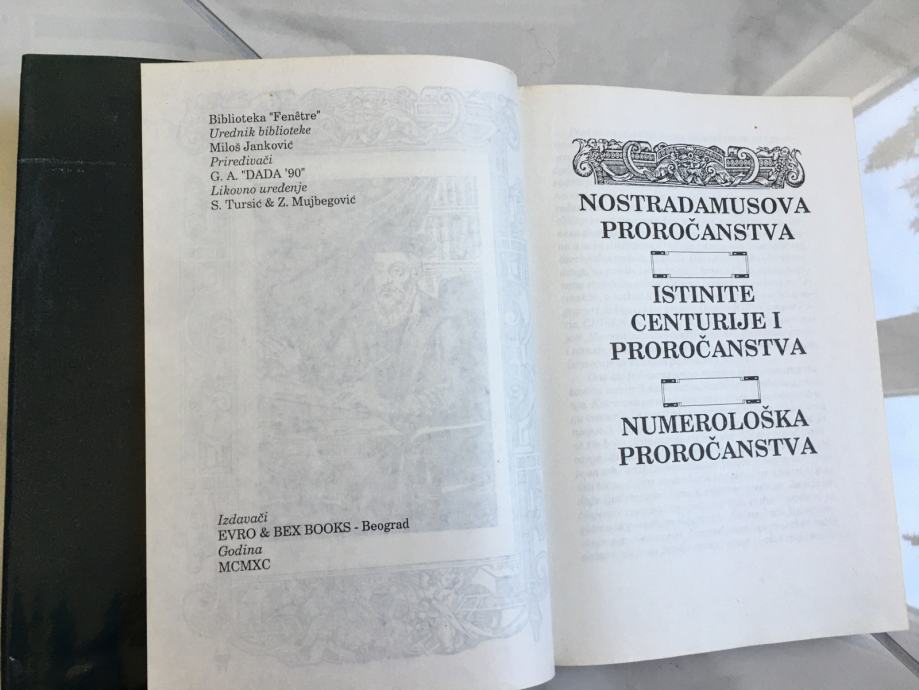 Biblioteka "Fenêtre"
Urednik biblioteke
Miloš Janković
Priređivači
G. A. "DADA '90"
Likovno uređenje
S. Tursić & Z. Mujbegović
Izdavači
EVRO & BEX BOOKS - Beograd
Godina
MCMXC
NOSTRADAMUSOVA
PROROČANSTVA
ISTINITE
CENTURIJE I
PROROČANSTVA
NUMEROLOŠKA
PROROČANSTVA